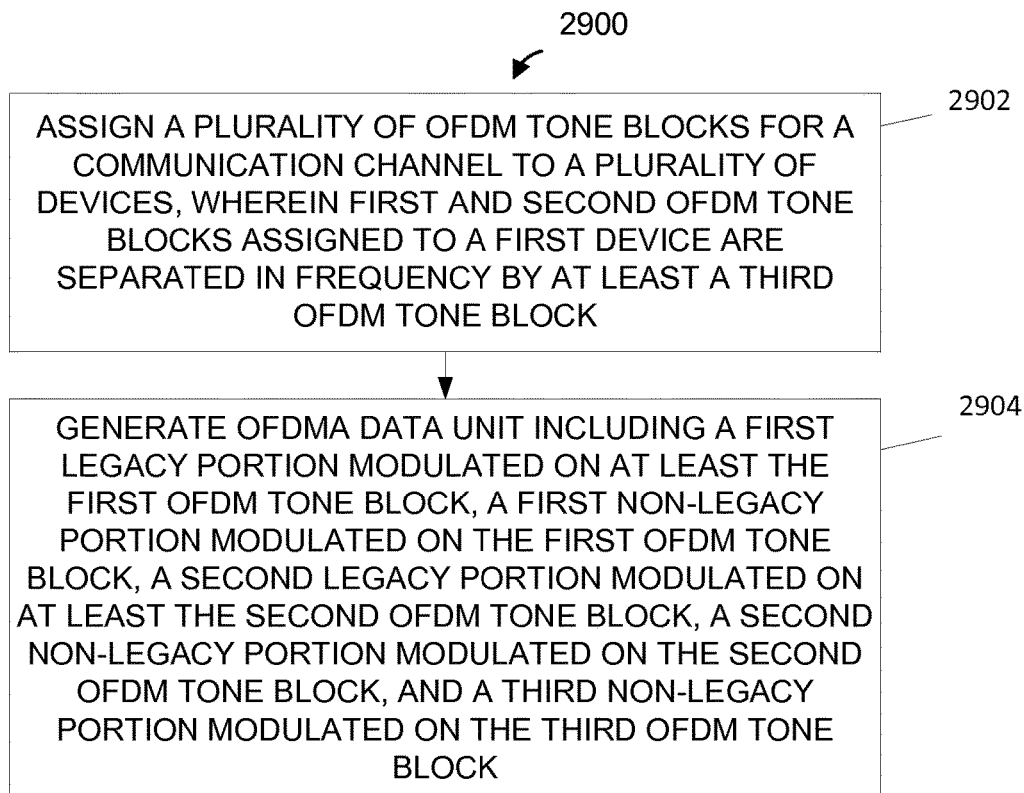 2900
2902
ASSIGN A PLURALITY OF OFDM TONE BLOCKS FOR A
COMMUNICATION CHANNEL TO A PLURALITY OF
DEVICES, WHEREIN FIRST AND SECOND OFDM TONE
BLOCKS ASSIGNED TO A FIRST DEVICE ARE
SEPARATED IN FREQUENCY BY AT LEAST A THIRD
OFDM TONE BLOCK
2904
GENERATE OFDMA DATA UNIT INCLUDING A FIRST
LEGACY PORTION MODULATED ON AT LEAST THE
FIRST OFDM TONE BLOCK, A FIRST NON-LEGACY
PORTION MODULATED ON THE FIRST OFDM TONE
BLOCK, A SECOND LEGACY PORTION MODULATED ON
AT LEAST THE SECOND OFDM TONE BLOCK, A SECOND
NON-LEGACY PORTION MODULATED ON THE SECOND
OFDM TONE BLOCK, AND A THIRD NON-LEGACY
PORTION MODULATED ON THE THIRD OFDM TONE
BLOCK